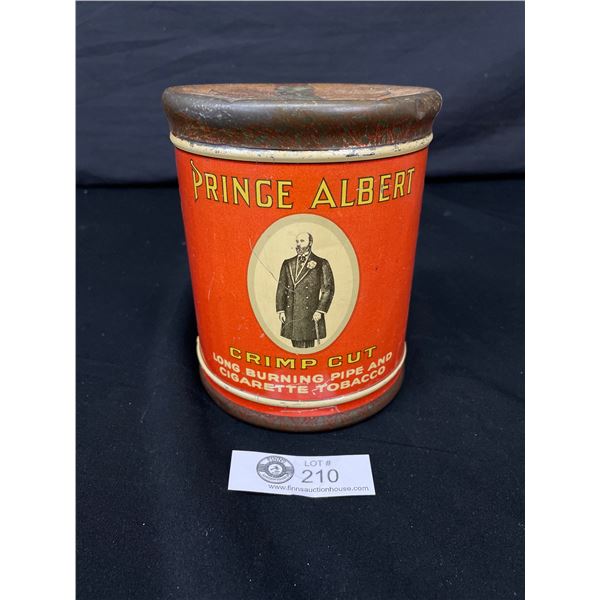 PRINCE ALBERT
CRIMP CUT
LONG BURNING PIPE AND
CIGARETTE TOBACCO
LOT #
210
www.finnsauctionhouse.com